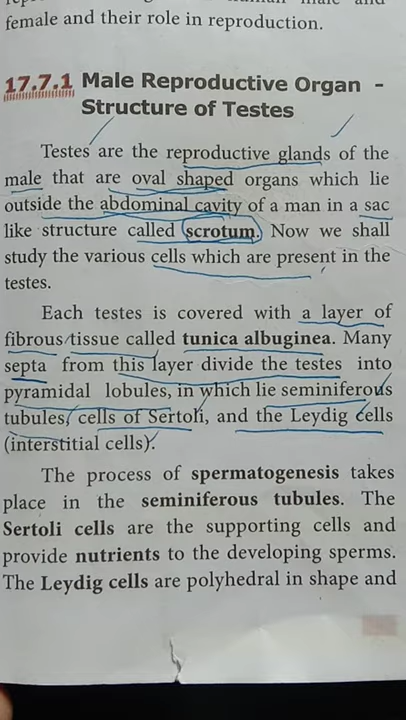 female and their role in reproduction.
17.7.1 Male Reproductive Organ -
Structure of Testes
Testes are the reproductive glands of the
male that are oval shaped organs which lie
outside the abdominal cavity of a man in a sac
like structure called scrotum. Now we shall
study the various cells which are present in the
testes.
Each testes is covered with a layer of
fibrous tissue called tunica albuginea. Many
septa from this layer divide the testes into
pyramidal lobules, in which lie seminiferous
tubules, cells of Sertoli, and the Leydig cells
(interstitial cells).
The process of spermatogenesis takes
place in the seminiferous tubules. The
Sertoli cells are the supporting cells and
provide nutrients to the developing sperms.
The Leydig cells are polyhedral in shape and